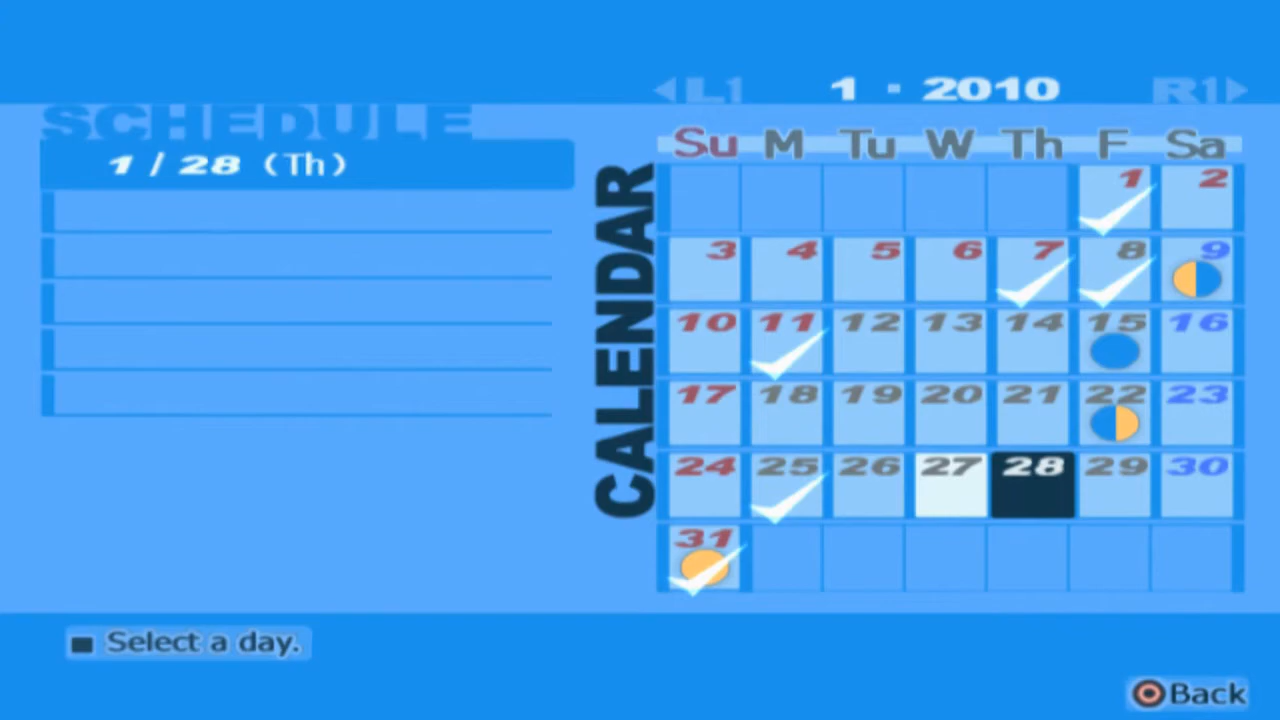 L1 1 · 2010 R1
SCHEDULE
1 / 28 (Th)
CALENDAR
Su M Tu W Th F Sa
1 2
3 4 5 6 7 8 9
10 11 12 13 14 15 16
17 18 19 20 21 22 23
24 25 26 27 28 29 30
31
Select a day.
Back